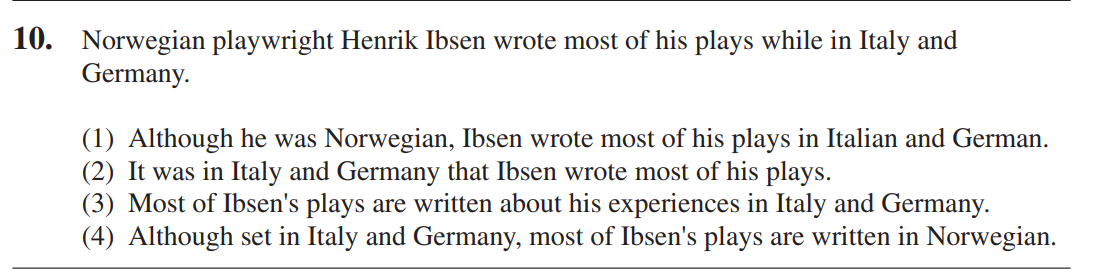 10. Norwegian playwright Henrik Ibsen wrote most of his plays while in Italy and
Germany.
(1) Although he was Norwegian, Ibsen wrote most of his plays in Italian and German.
(2) It was in Italy and Germany that Ibsen wrote most of his plays.
(3) Most of Ibsen's plays are written about his experiences in Italy and Germany.
(4) Although set in Italy and Germany, most of Ibsen's plays are written in Norwegian.